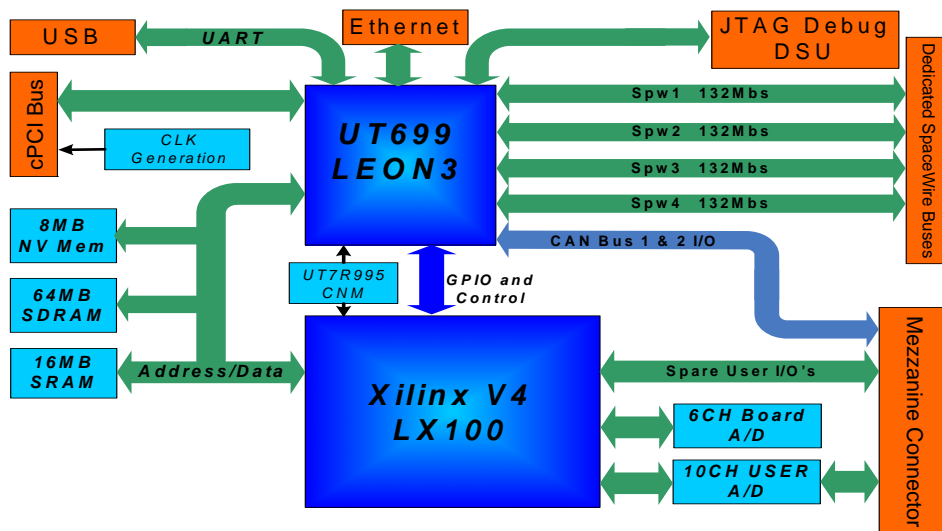 USB
UART
Ethernet
JTAG Debug
DSU
cPCI Bus
CLK
Generation
UT699
LEON3
Spw1 132Mbs
Spw2 132Mbs
Spw3 132Mbs
Spw4 132Mbs
Dedicated SpaceWire Buses
CAN Bus 1 & 2 I/O
8MB
NV Mem
64MB
SDRAM
16MB
SRAM
Address/Data
UT7R995
CNM
GPIO and
Control
Xilinx V4
LX100
Spare User I/O's
6CH Board
A/D
10CH USER
A/D
Mezzanine Connector